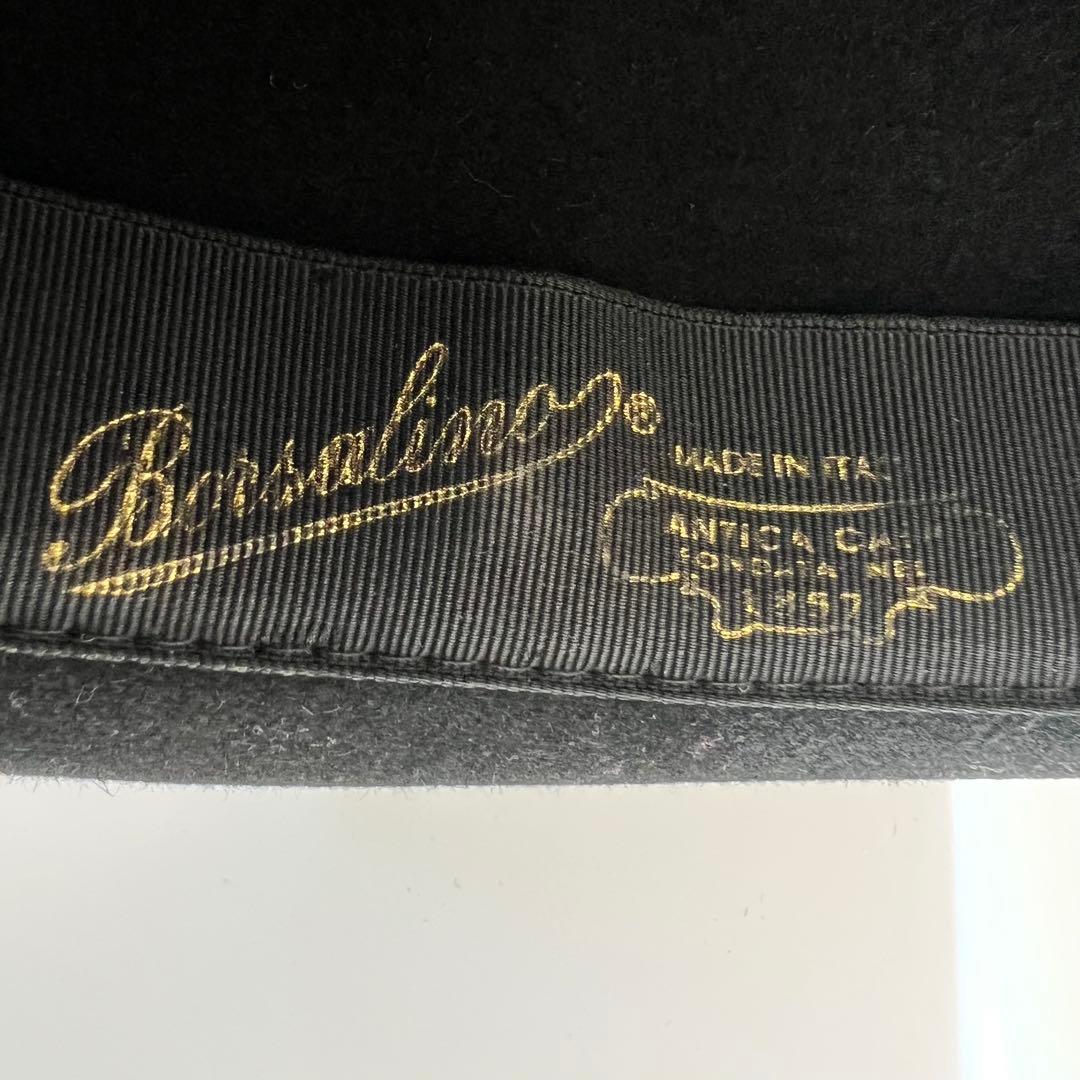 Borsalino®
MADE IN ITA
ANTICA CA
FONDATA NEL
1857